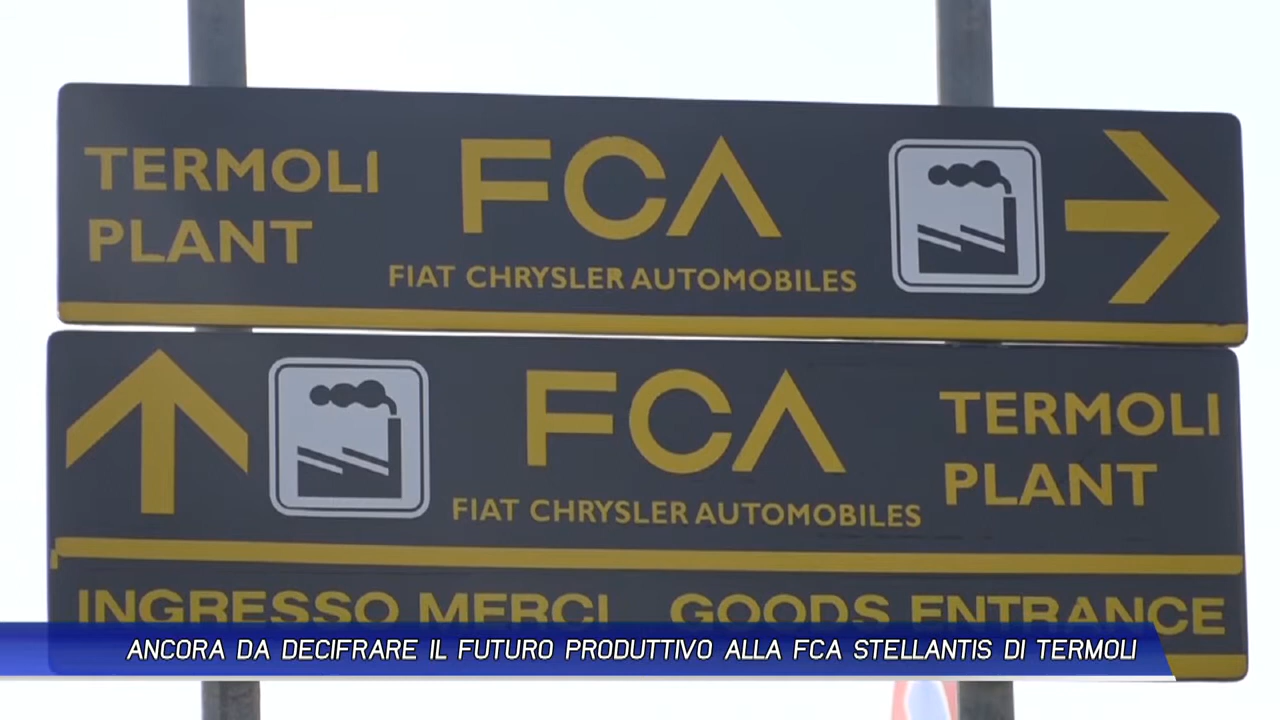 TERMOLI
PLANT
FCA
FIAT CHRYSLER AUTOMOBILES
FCA
FIAT CHRYSLER AUTOMOBILES
TERMOLI
PLANT
INGRESSO MERCI GOODS ENTRANCE
ANCORA DA DECIFRARE IL FUTURO PRODUTTIVO ALLA FCA STELLANTIS DI TERMOLI